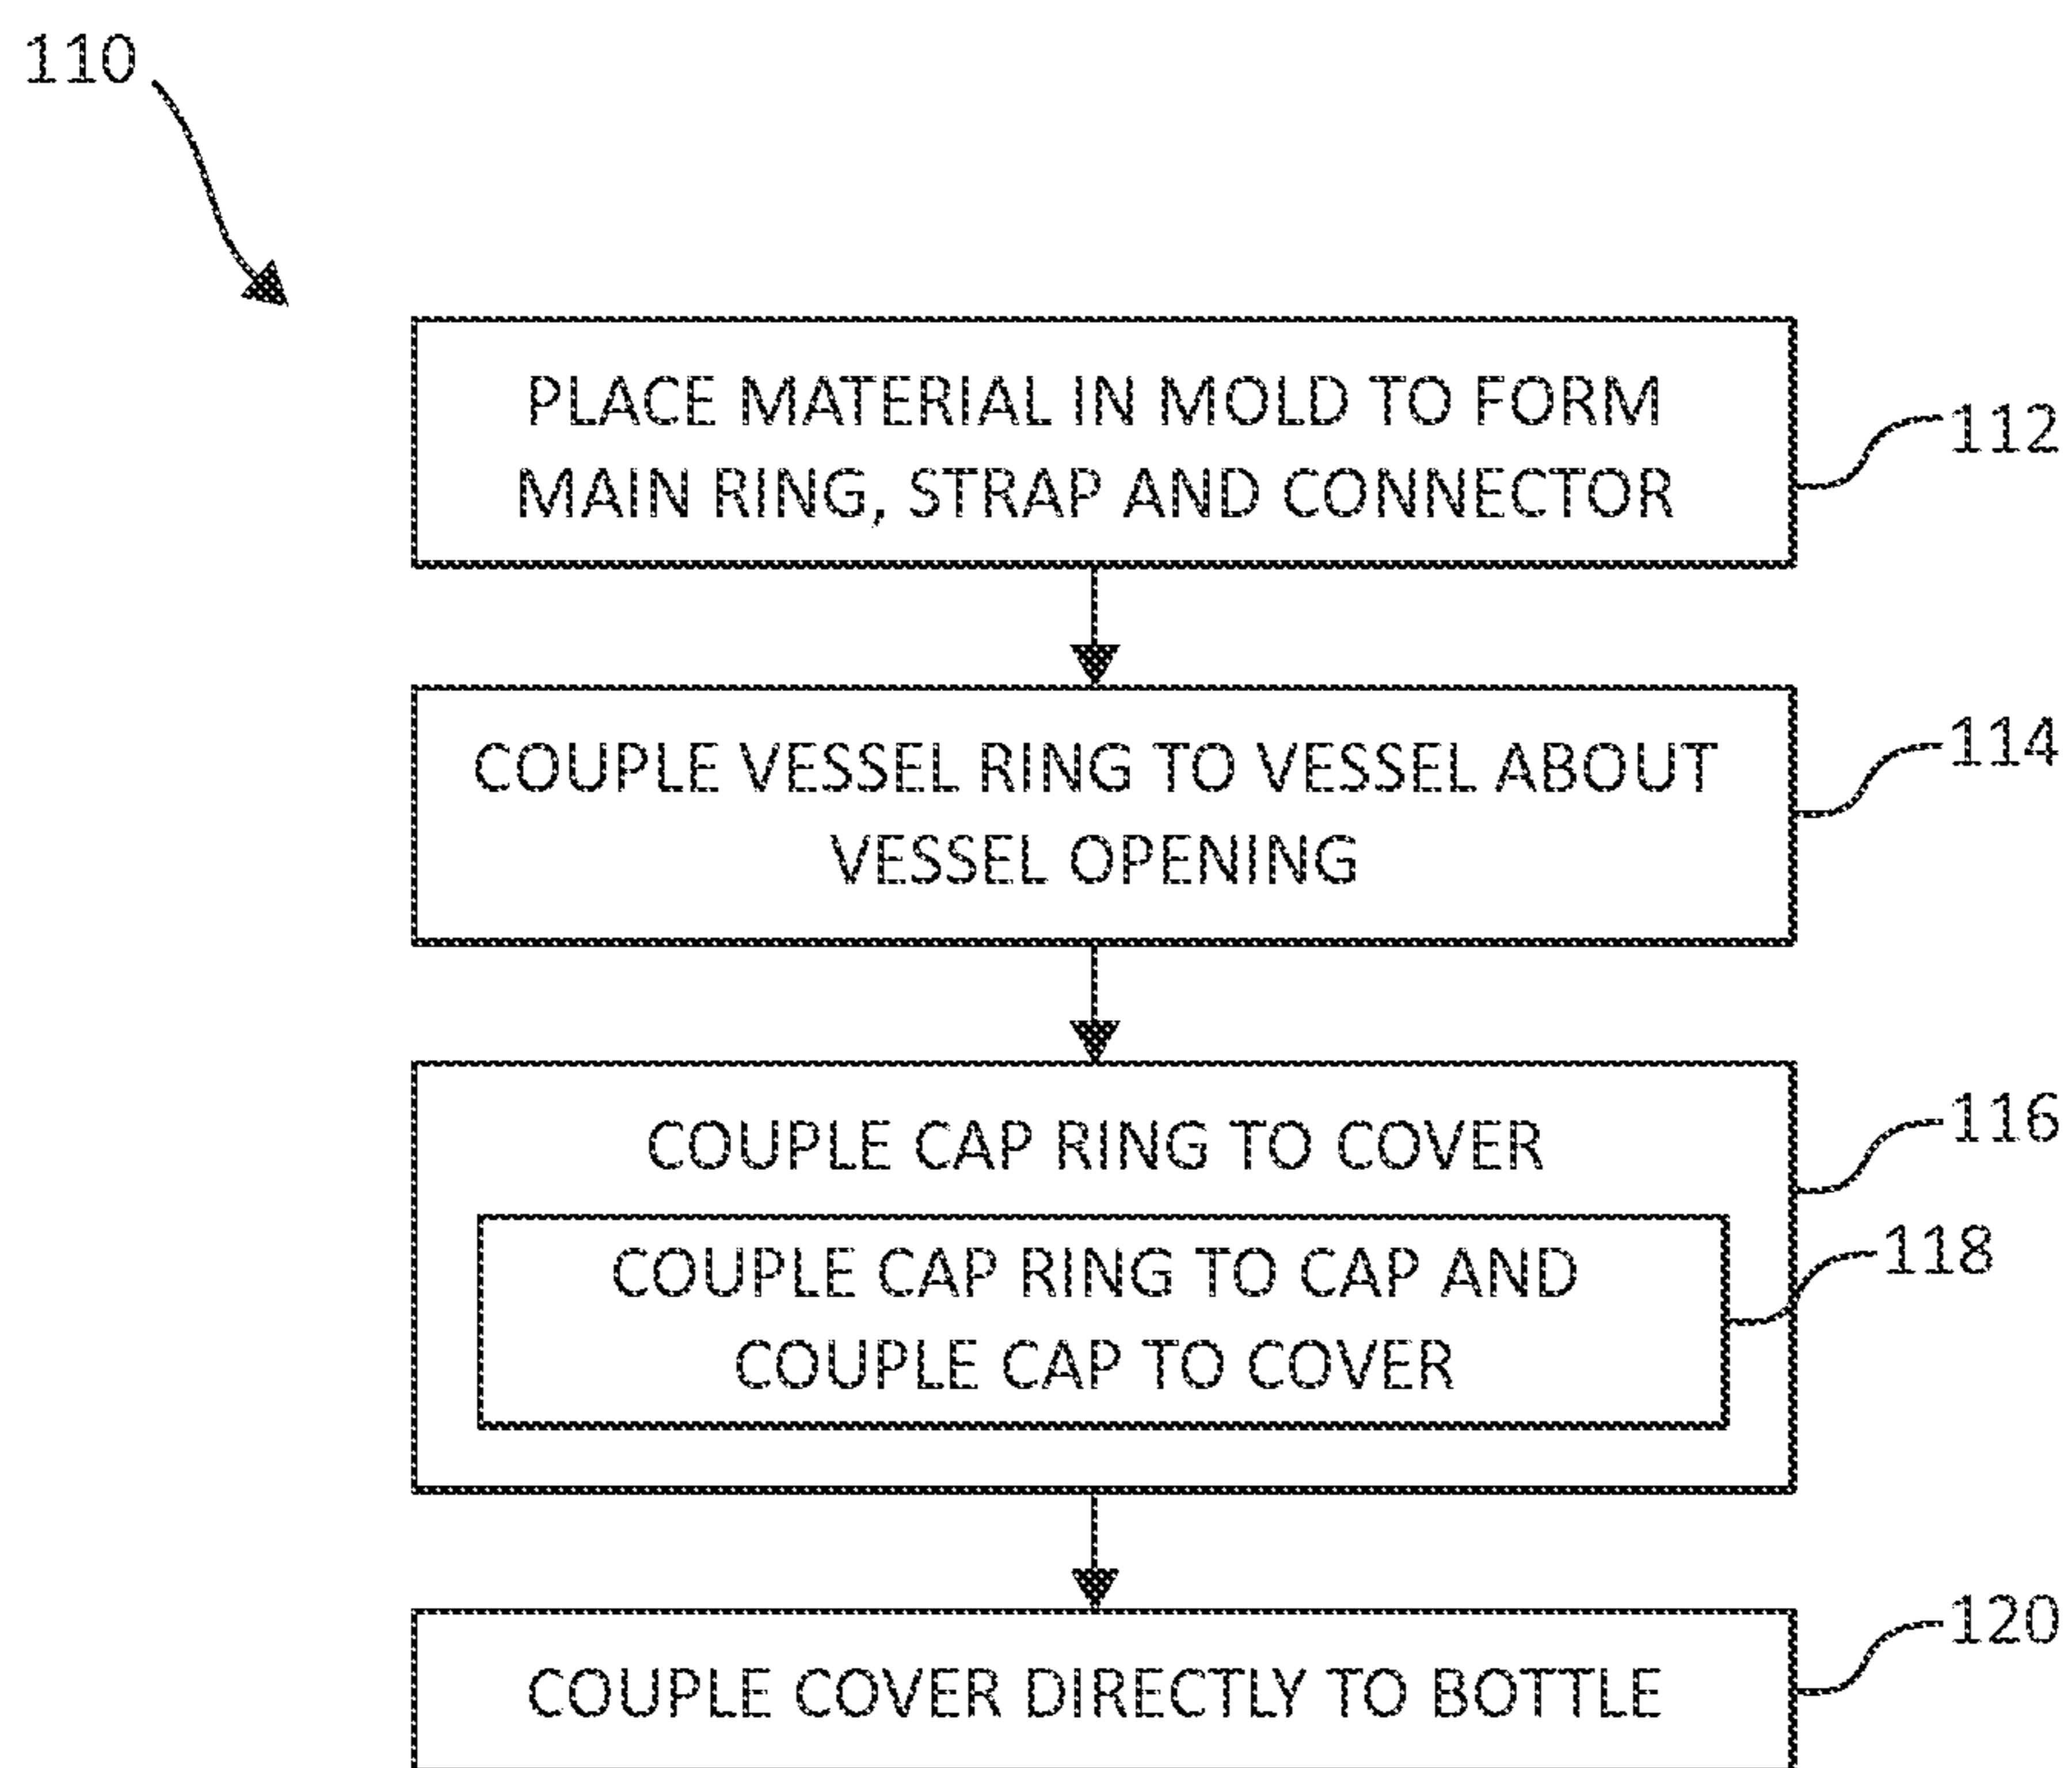 110
PLACE MATERIAL IN MOLD TO FORM
MAIN RING, STRAP AND CONNECTOR
112
COUPLE VESSEL RING TO VESSEL ABOUT
VESSEL OPENING
114
COUPLE CAP RING TO COVER
116
COUPLE CAP RING TO CAP AND
COUPLE CAP TO COVER
118
COUPLE COVER DIRECTLY TO BOTTLE
120